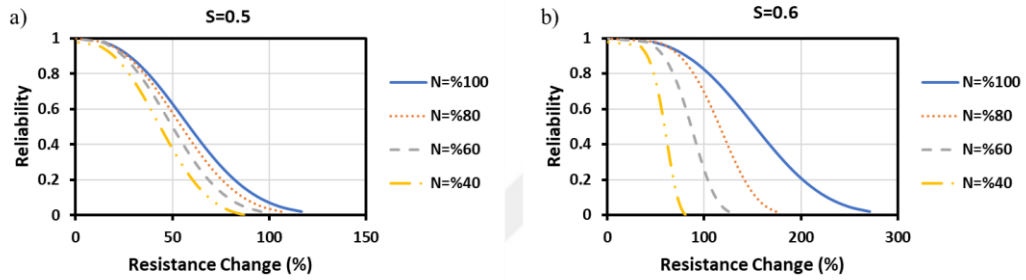 a)
S=0.5
Reliability
1
0.8
0.6
0.4
0.2
0
0 50 100 150
Resistance Change (%)
N=%100
N=%80
N=%60
N=%40
b)
S=0.6
Reliability
1
0.8
0.6
0.4
0.2
0
0 100 200 300
Resistance Change (%)
N=%100
N=%80
N=%60
N=%40